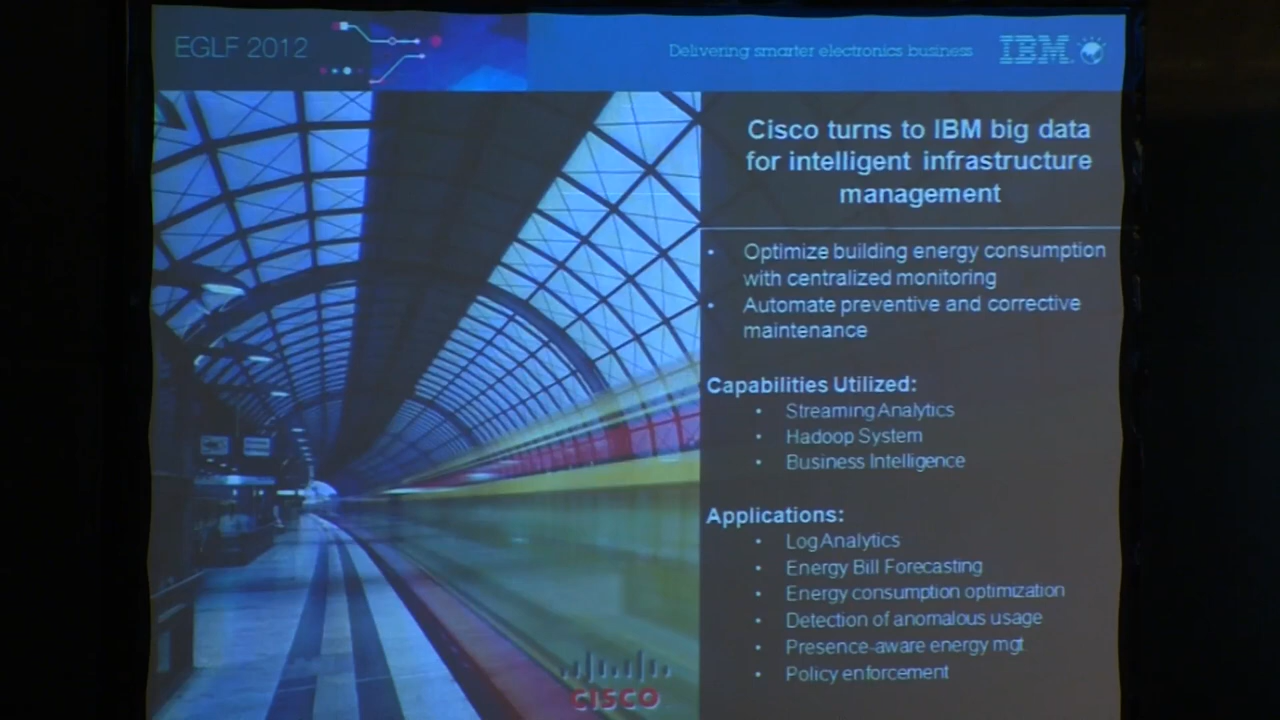 EGLF 2012
Delivering smarter electronics business
IBM
Cisco turns to IBM big data
for intelligent infrastructure
management
• Optimize building energy consumption
with centralized monitoring
• Automate preventive and corrective
maintenance
Capabilities Utilized:
• Streaming Analytics
• Hadoop System
• Business Intelligence
Applications:
• Log Analytics
• Energy Bill Forecasting
• Energy consumption optimization
• Detection of anomalous usage
• Presence-aware energy mgt
• Policy enforcement
CISCO